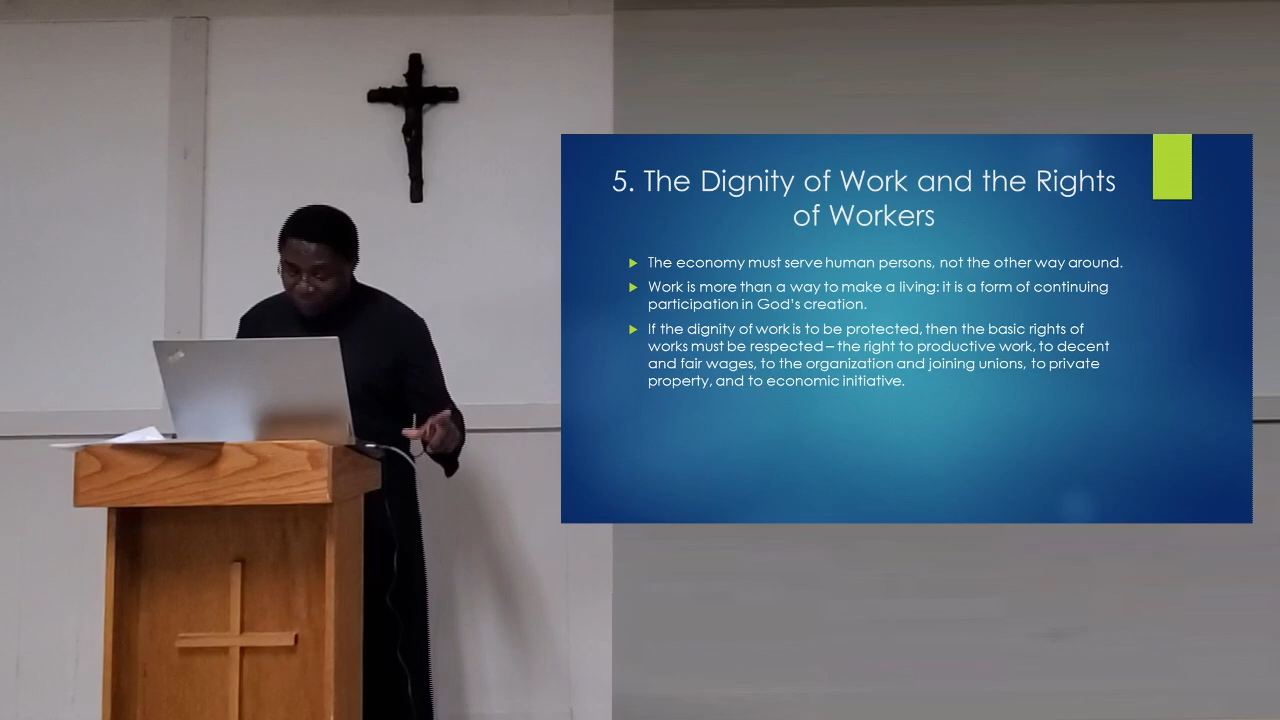 5. The Dignity of Work and the Rights
of Workers
The economy must serve human persons, not the other way around.
Work is more than a way to make a living: it is a form of continuing
participation in God's creation.
If the dignity of work is to be protected, then the basic rights of
works must be respected – the right to productive work, to decent
and fair wages, to the organization and joining unions, to private
property, and to economic initiative.